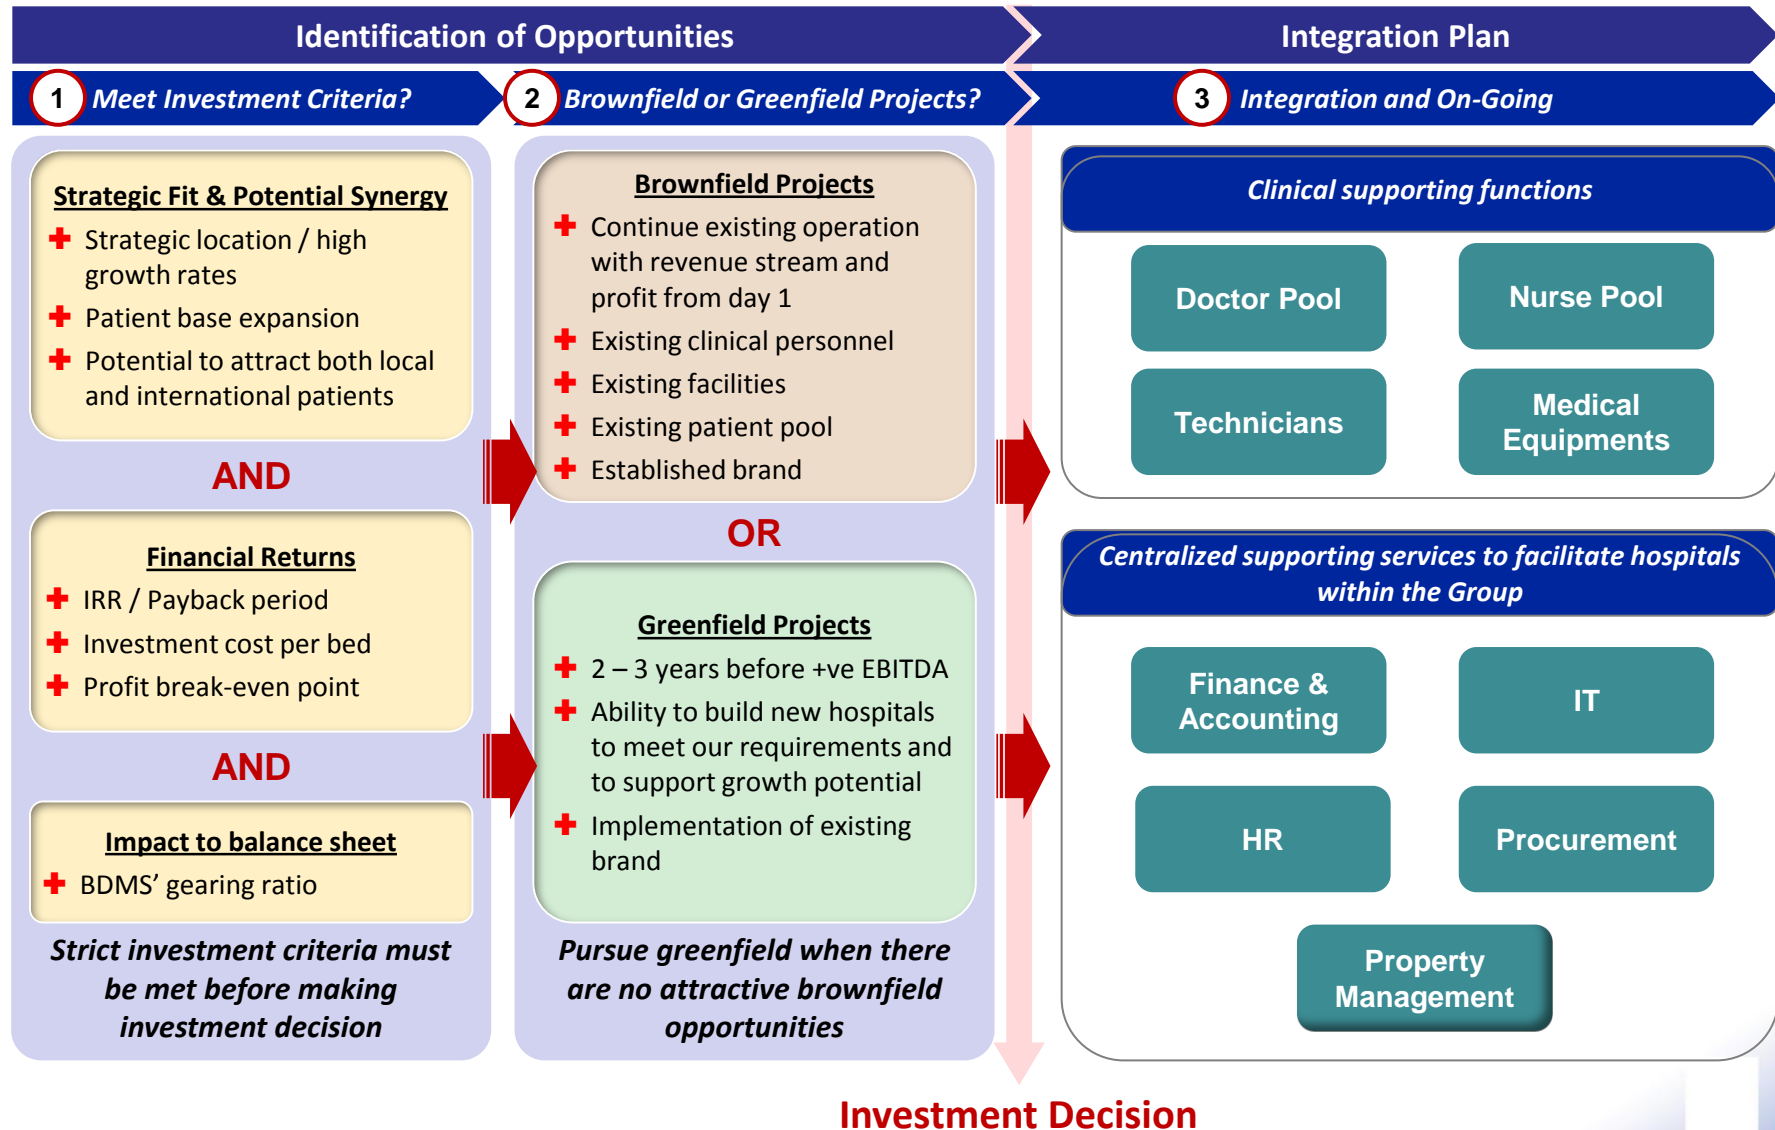 Identification of Opportunities
Integration Plan
1 Meet Investment Criteria?
2 Brownfield or Greenfield Projects?
3 Integration and On-Going
Strategic Fit & Potential Synergy
Strategic location / high
growth rates
Patient base expansion
Potential to attract both local
and international patients
AND
Financial Returns
IRR / Payback period
Investment cost per bed
Profit break-even point
AND
Impact to balance sheet
BDMS’ gearing ratio
Strict investment criteria must
be met before making
investment decision
Brownfield Projects
Continue existing operation
with revenue stream and
profit from day 1
Existing clinical personnel
Existing facilities
Existing patient pool
Established brand
OR
Greenfield Projects
2 – 3 years before +ve EBITDA
Ability to build new hospitals
to meet our requirements and
to support growth potential
Implementation of existing
brand
Pursue greenfield when there
are no attractive brownfield
opportunities
Clinical supporting functions
Doctor Pool
Nurse Pool
Technicians
Medical
Equipments
Centralized supporting services to facilitate hospitals
within the Group
Finance &
Accounting
IT
HR
Procurement
Property
Management
Investment Decision